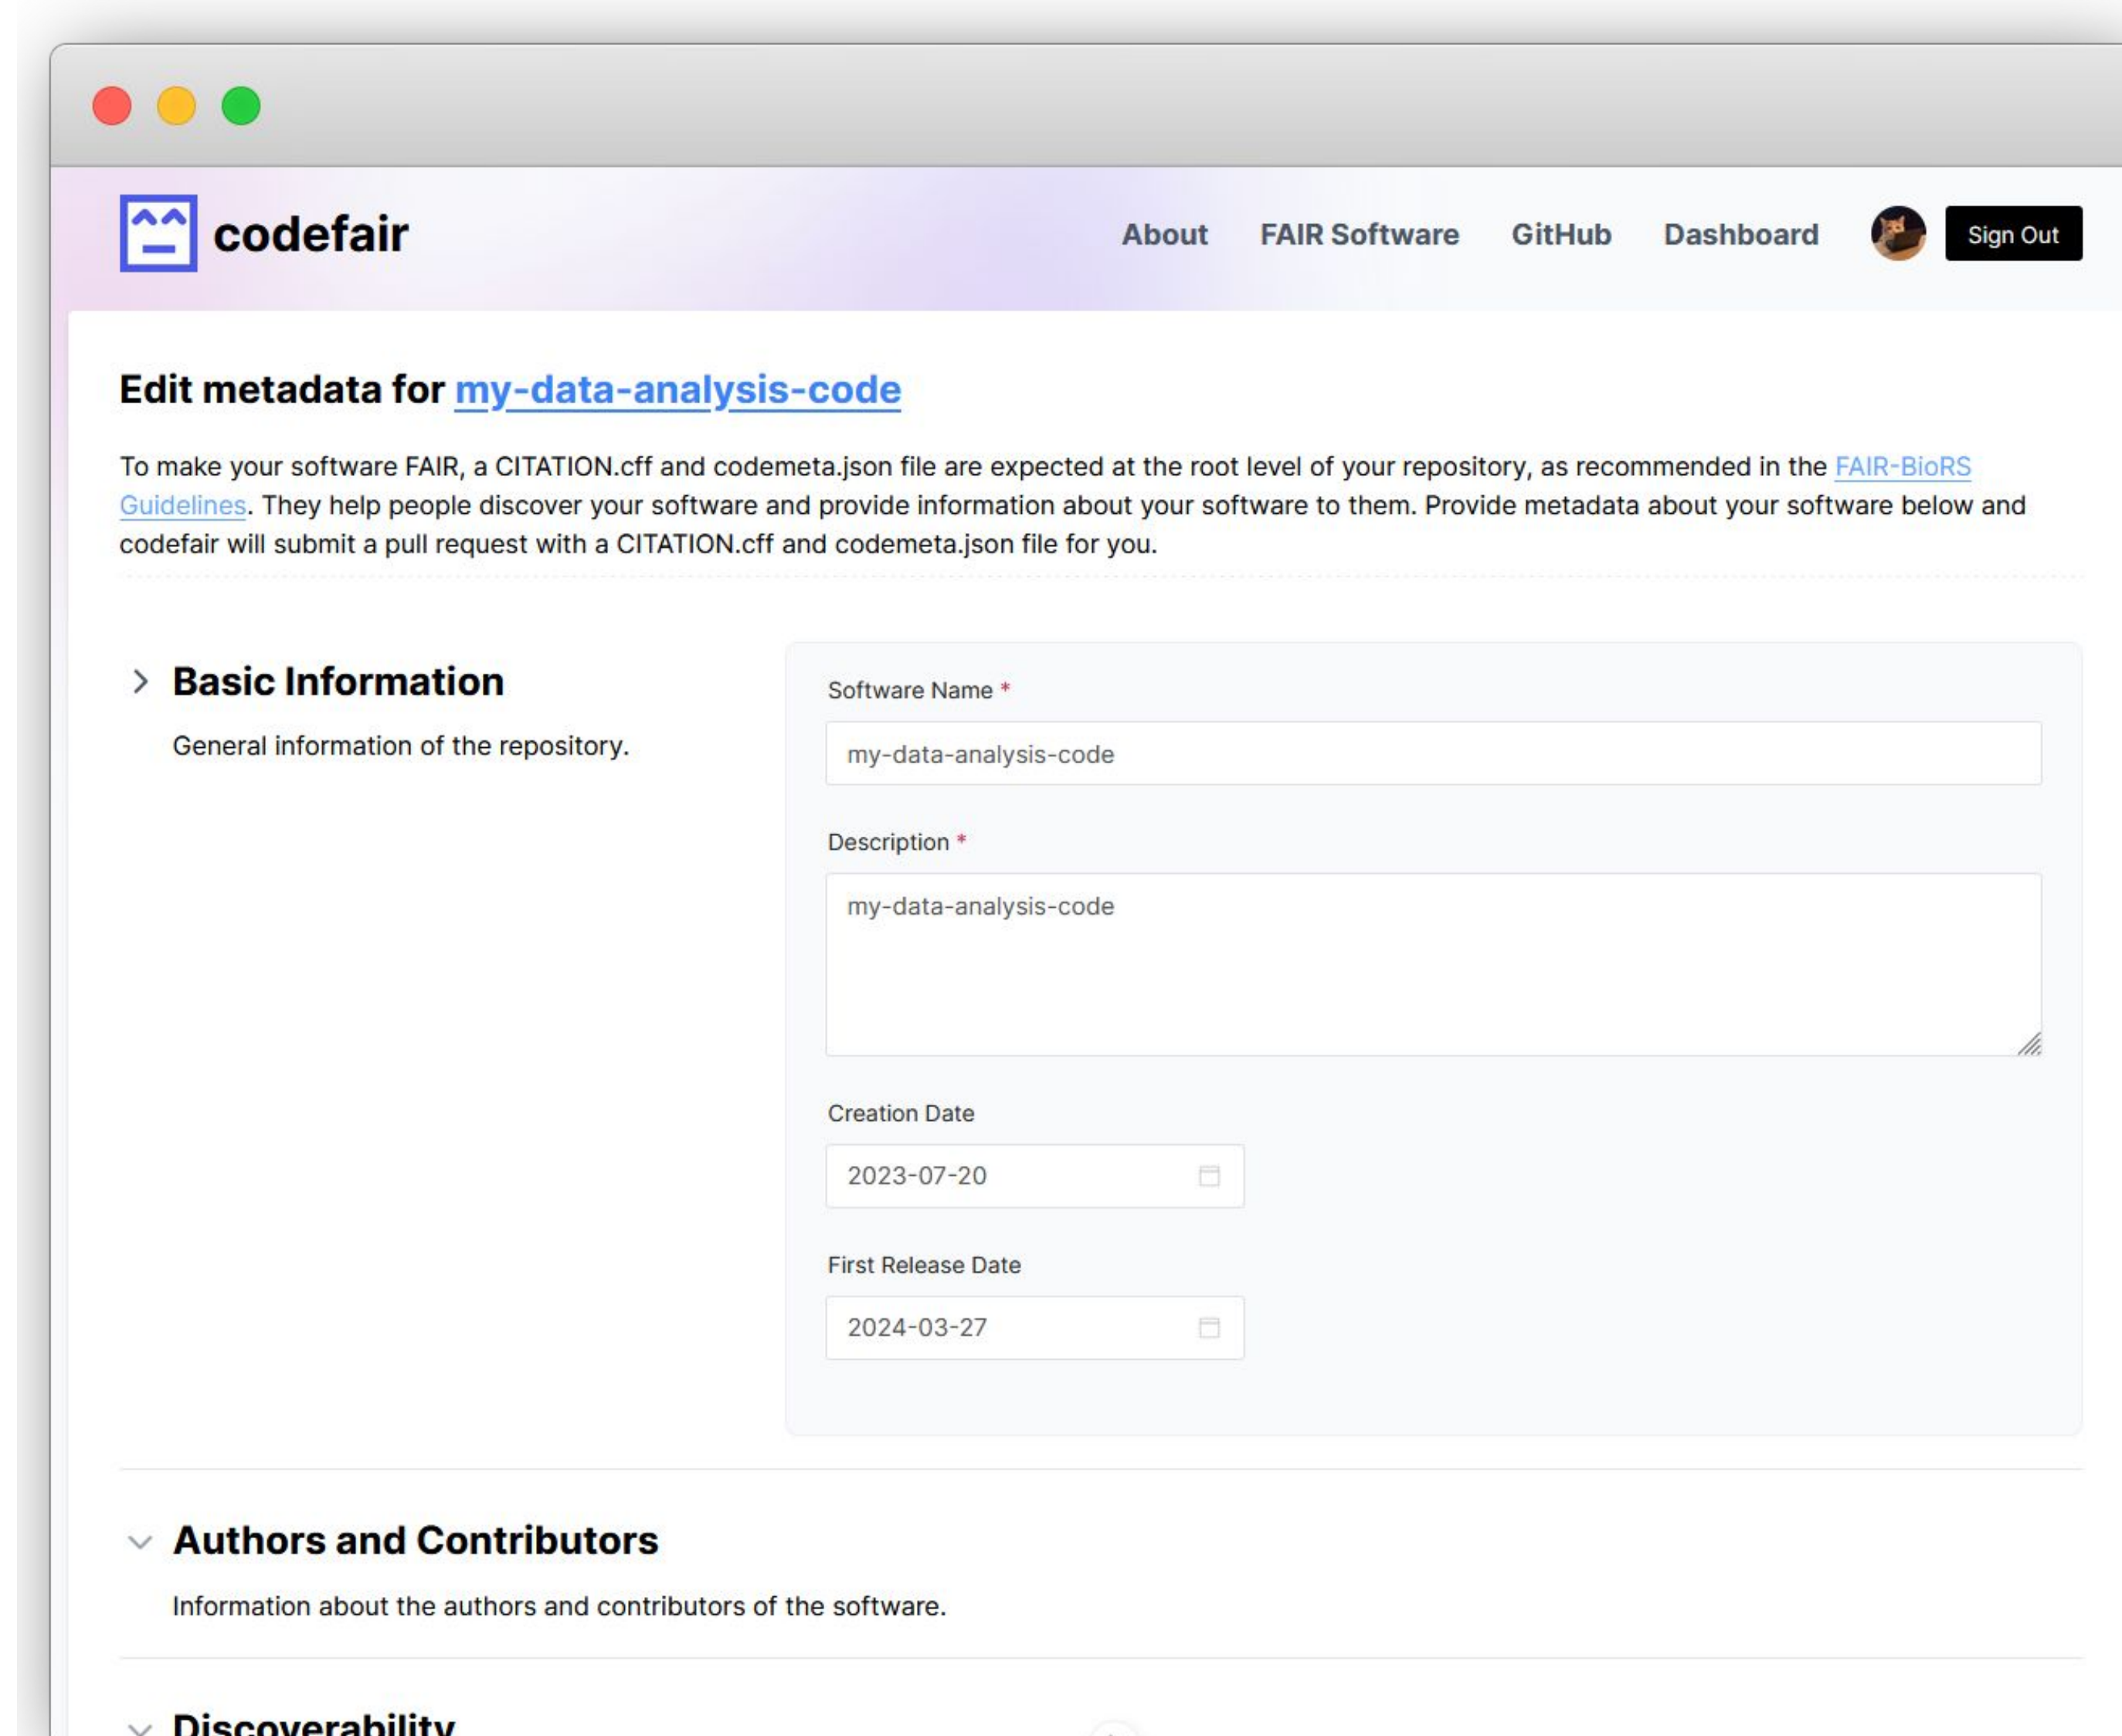 codefair
About FAIR Software GitHub Dashboard Sign Out
Edit metadata for my-data-analysis-code
To make your software FAIR, a CITATION.cff and codemeta.json file are expected at the root level of your repository, as recommended in the FAIR-BioRS
Guidelines. They help people discover your software and provide information about your software to them. Provide metadata about your software below and
codefair will submit a pull request with a CITATION.cff and codemeta.json file for you.
Basic Information
General information of the repository.
Software Name *
my-data-analysis-code
Description *
my-data-analysis-code
Creation Date
2023-07-20
First Release Date
2024-03-27
Authors and Contributors
Information about the authors and contributors of the software.
Discoverability